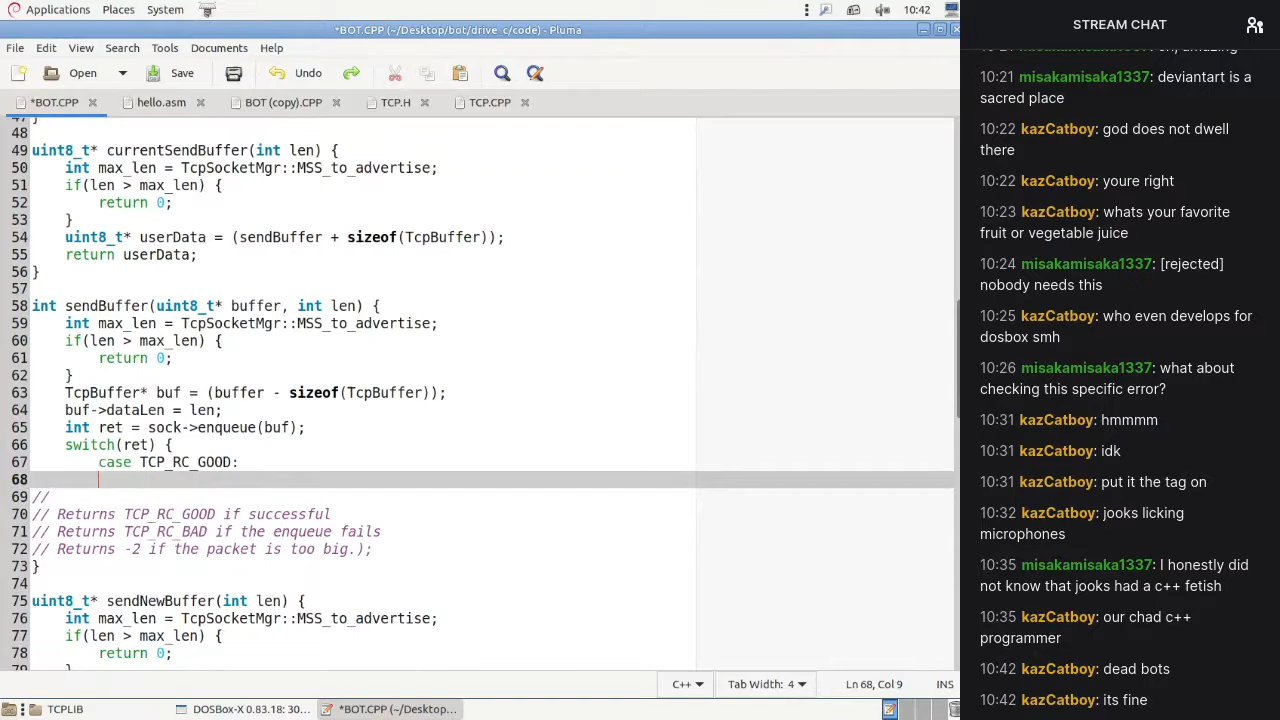 Applications Places System 10:42
*BOT.CPP (~/Desktop/bot/drive_c/code) - Pluma
File Edit View Search Tools Documents Help
Open Save Undo
*BOT.CPP hello.asm BOT (copy).CPP TCP.H TCP.CPP
47 }
48
49 uint8_t* currentSendBuffer(int len) {
50 int max_len = TcpSocketMgr::MSS_to_advertise;
51 if(len > max_len) {
52 return 0;
53 }
54 uint8_t* userData = (sendBuffer + sizeof(TcpBuffer));
55 return userData;
56 }
57
58 int sendBuffer(uint8_t* buffer, int len) {
59 int max_len = TcpSocketMgr::MSS_to_advertise;
60 if(len > max_len) {
61 return 0;
62 }
63 TcpBuffer* buf = (buffer - sizeof(TcpBuffer));
64 buf->dataLen = len;
65 int ret = sock->enqueue(buf);
66 switch(ret) {
67 case TCP_RC_GOOD:
68
69 //
70 // Returns TCP_RC_GOOD if successful
71 // Returns TCP_RC_BAD if the enqueue fails
72 // Returns -2 if the packet is too big.);
73 }
74
75 uint8_t* sendNewBuffer(int len) {
76 int max_len = TcpSocketMgr::MSS_to_advertise;
77 if(len > max_len) {
78 return 0;
79 }
C++ Tab Width: 4 Ln 68, Col 9 INS
TCPLIB DOSBox-X 0.83.18: 30... *BOT.CPP (~/Desktop...
STREAM CHAT
10:21 misakamisaka1337: deviantart is a
sacred place
10:22 kazCatboy: god does not dwell
there
10:22 kazCatboy: youre right
10:23 kazCatboy: whats your favorite
fruit or vegetable juice
10:24 misakamisaka1337: [rejected]
nobody needs this
10:25 kazCatboy: who even develops for
dosbox smh
10:26 misakamisaka1337: what about
checking this specific error?
10:31 kazCatboy: hmmmm
10:31 kazCatboy: idk
10:31 kazCatboy: put it the tag on
10:32 kazCatboy: jooks licking
microphones
10:35 misakamisaka1337: I honestly did
not know that jooks had a c++ fetish
10:35 kazCatboy: our chad c++
programmer
10:42 kazCatboy: dead bots
10:42 kazCatboy: its fine